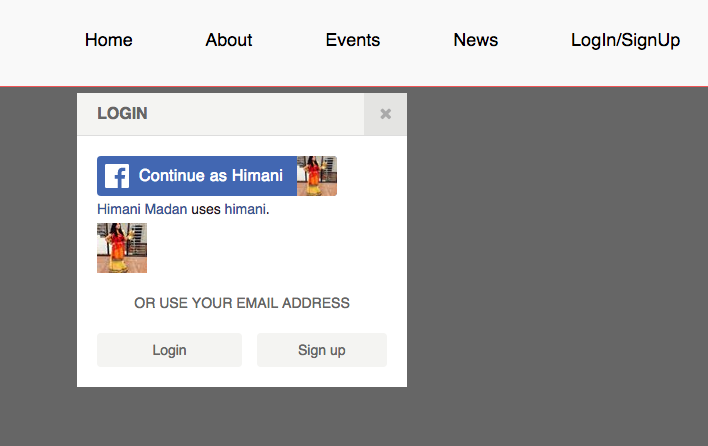 Home About Events News LogIn/SignUp
LOGIN
Continue as Himani
Himani Madan uses himani.
OR USE YOUR EMAIL ADDRESS
Login Sign up